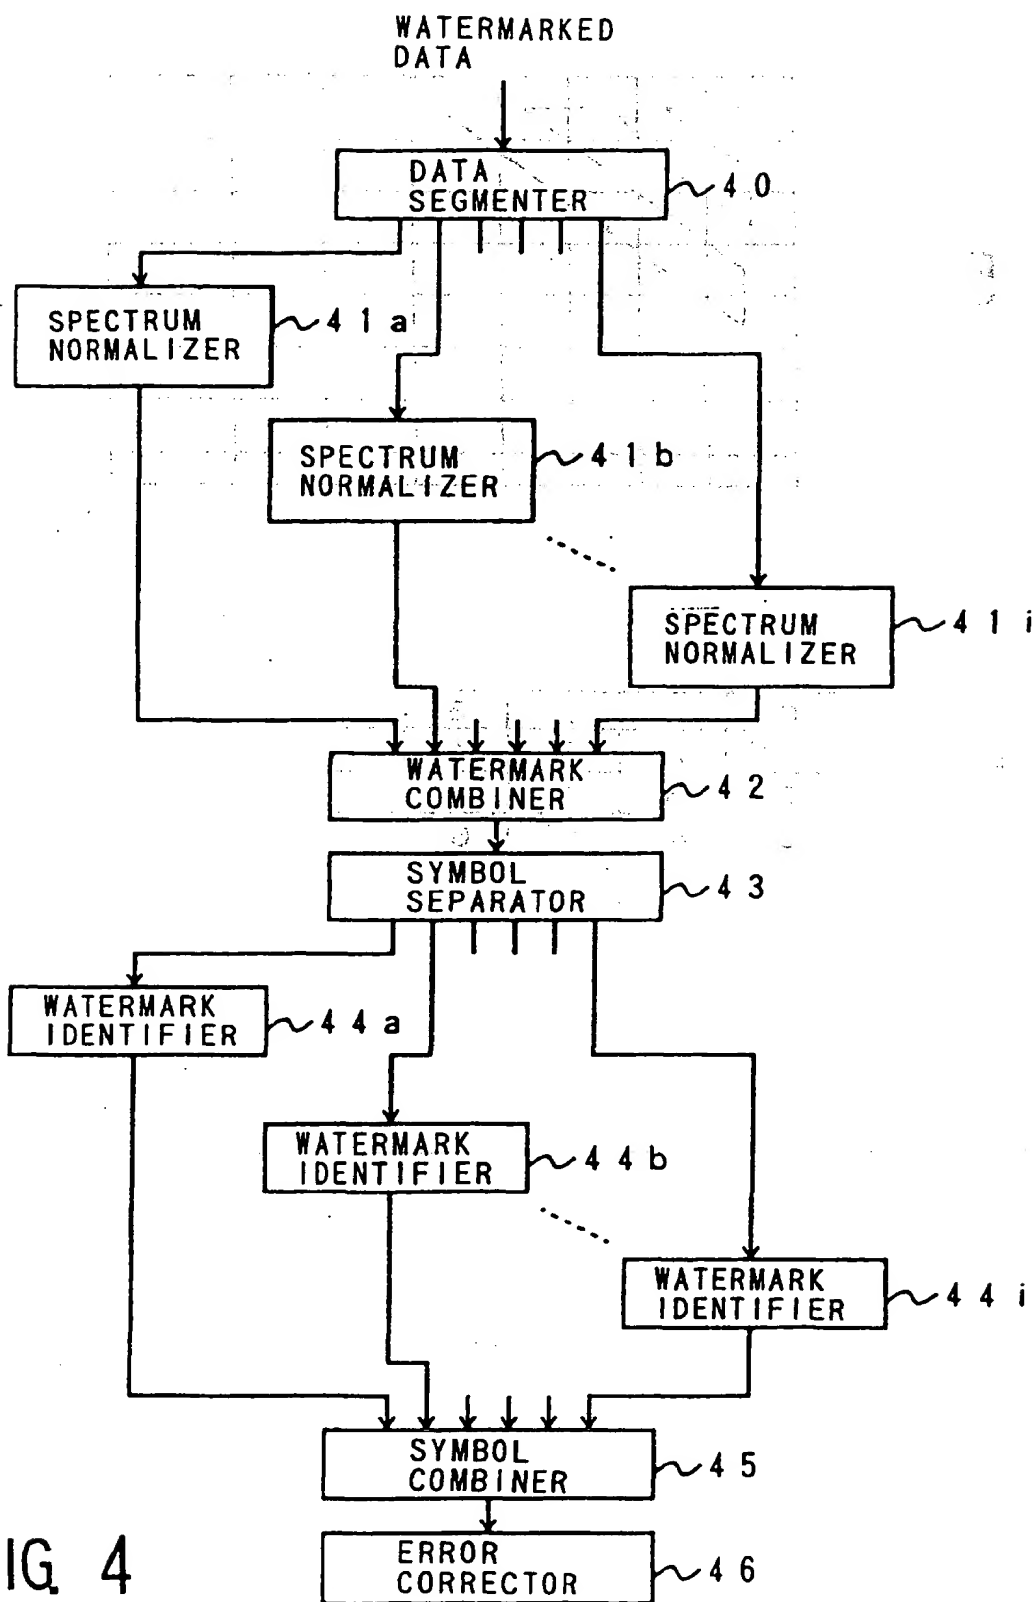 WATERMARKED
DATA
DATA
SEGMENTER
40
SPECTRUM
NORMALIZER
41a
SPECTRUM
NORMALIZER
41b
SPECTRUM
NORMALIZER
41i
WATERMARK
COMBINER
42
SYMBOL
SEPARATOR
43
WATERMARK
IDENTIFIER
44a
WATERMARK
IDENTIFIER
44b
WATERMARK
IDENTIFIER
44i
SYMBOL
COMBINER
45
ERROR
CORRECTOR
46
IG. 4